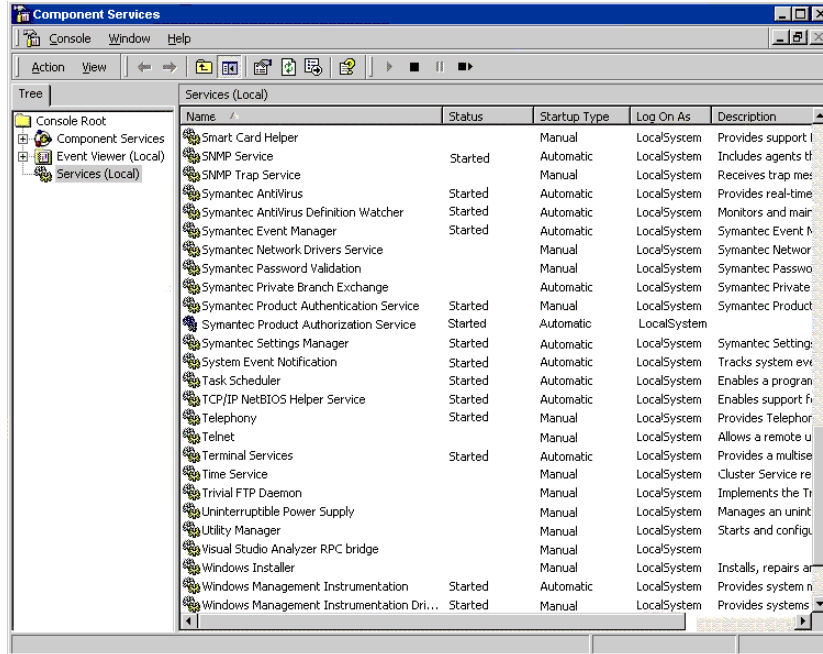 Component Services
Console Window Help
Action View
Tree
Services (Local)
Console Root
Component Services
Event Viewer (Local)
Services (Local)
Name Status Startup Type Log On As Description
Smart Card Helper Manual LocalSystem Provides support
SNMP Service Started Automatic LocalSystem Includes agents th
SNMP Trap Service Manual LocalSystem Receives trap mes
Symantec AntiVirus Started Automatic LocalSystem Provides real-time
Symantec AntiVirus Definition Watcher Started Automatic LocalSystem Monitors and main
Symantec Event Manager Started Automatic LocalSystem Symantec Event M
Symantec Network Drivers Service Manual LocalSystem Symantec Networ
Symantec Password Validation Manual LocalSystem Symantec Passwo
Symantec Private Branch Exchange Automatic LocalSystem Symantec Private
Symantec Product Authentication Service Started Manual LocalSystem Symantec Product
Symantec Product Authorization Service Started Automatic LocalSystem
Symantec Settings Manager Started Automatic LocalSystem Symantec Setting
System Event Notification Started Automatic LocalSystem Tracks system eve
Task Scheduler Started Automatic LocalSystem Enables a program
TCP/IP NetBIOS Helper Service Started Automatic LocalSystem Enables support f
Telephony Started Manual LocalSystem Provides Telephon
Telnet Manual LocalSystem Allows a remote u
Terminal Services Started Automatic LocalSystem Provides a multise
Time Service Manual LocalSystem Cluster Service re
Trivial FTP Daemon Manual LocalSystem Implements the Tr
Uninterruptible Power Supply Manual LocalSystem Manages an unint
Utility Manager Manual LocalSystem Starts and configu
Visual Studio Analyzer RPC bridge Manual LocalSystem
Windows Installer Manual LocalSystem Installs, repairs ar
Windows Management Instrumentation Started Automatic LocalSystem Provides system m
Windows Management Instrumentation Dri... Started Manual LocalSystem Provides systems